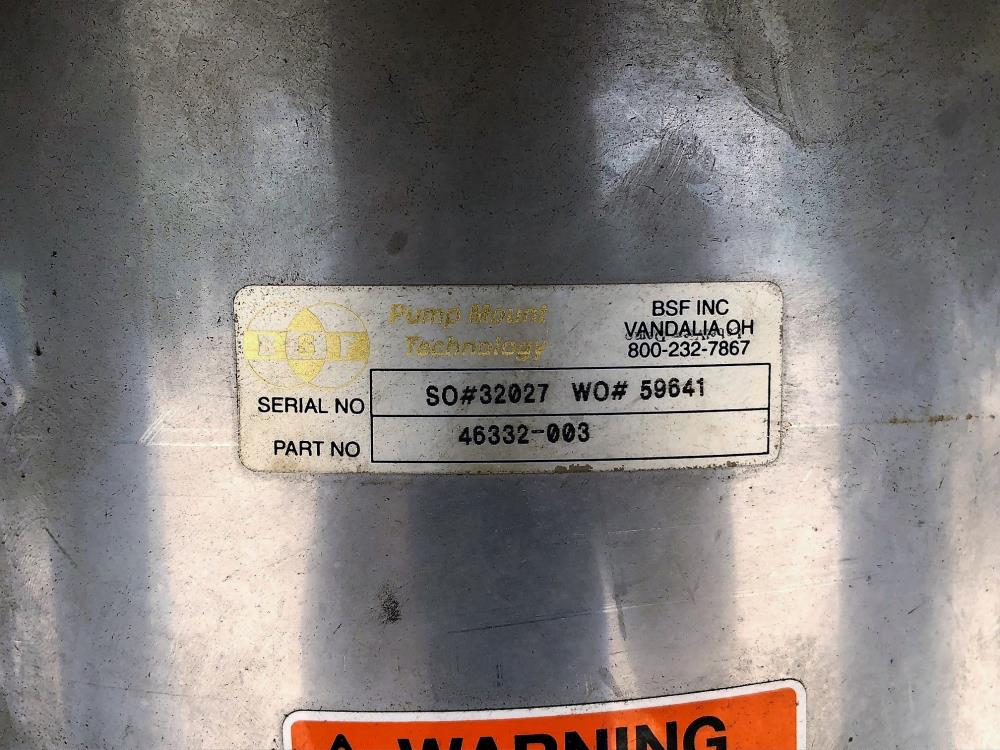 BSF
Pump Mount
Technology
BSF INC
VANDALIA, OH
800-232-7867
SERIAL NO SO#32027 WO# 59641
PART NO 46332-003
WARNING